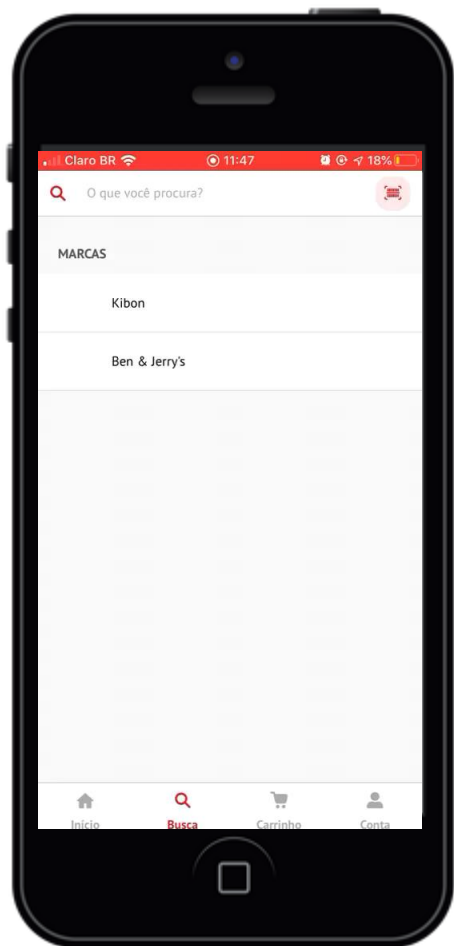 Claro BR 11:47 18%
O que você procura?
MARCAS
Kibon
Ben & Jerry's
Início Busca Carrinho Conta